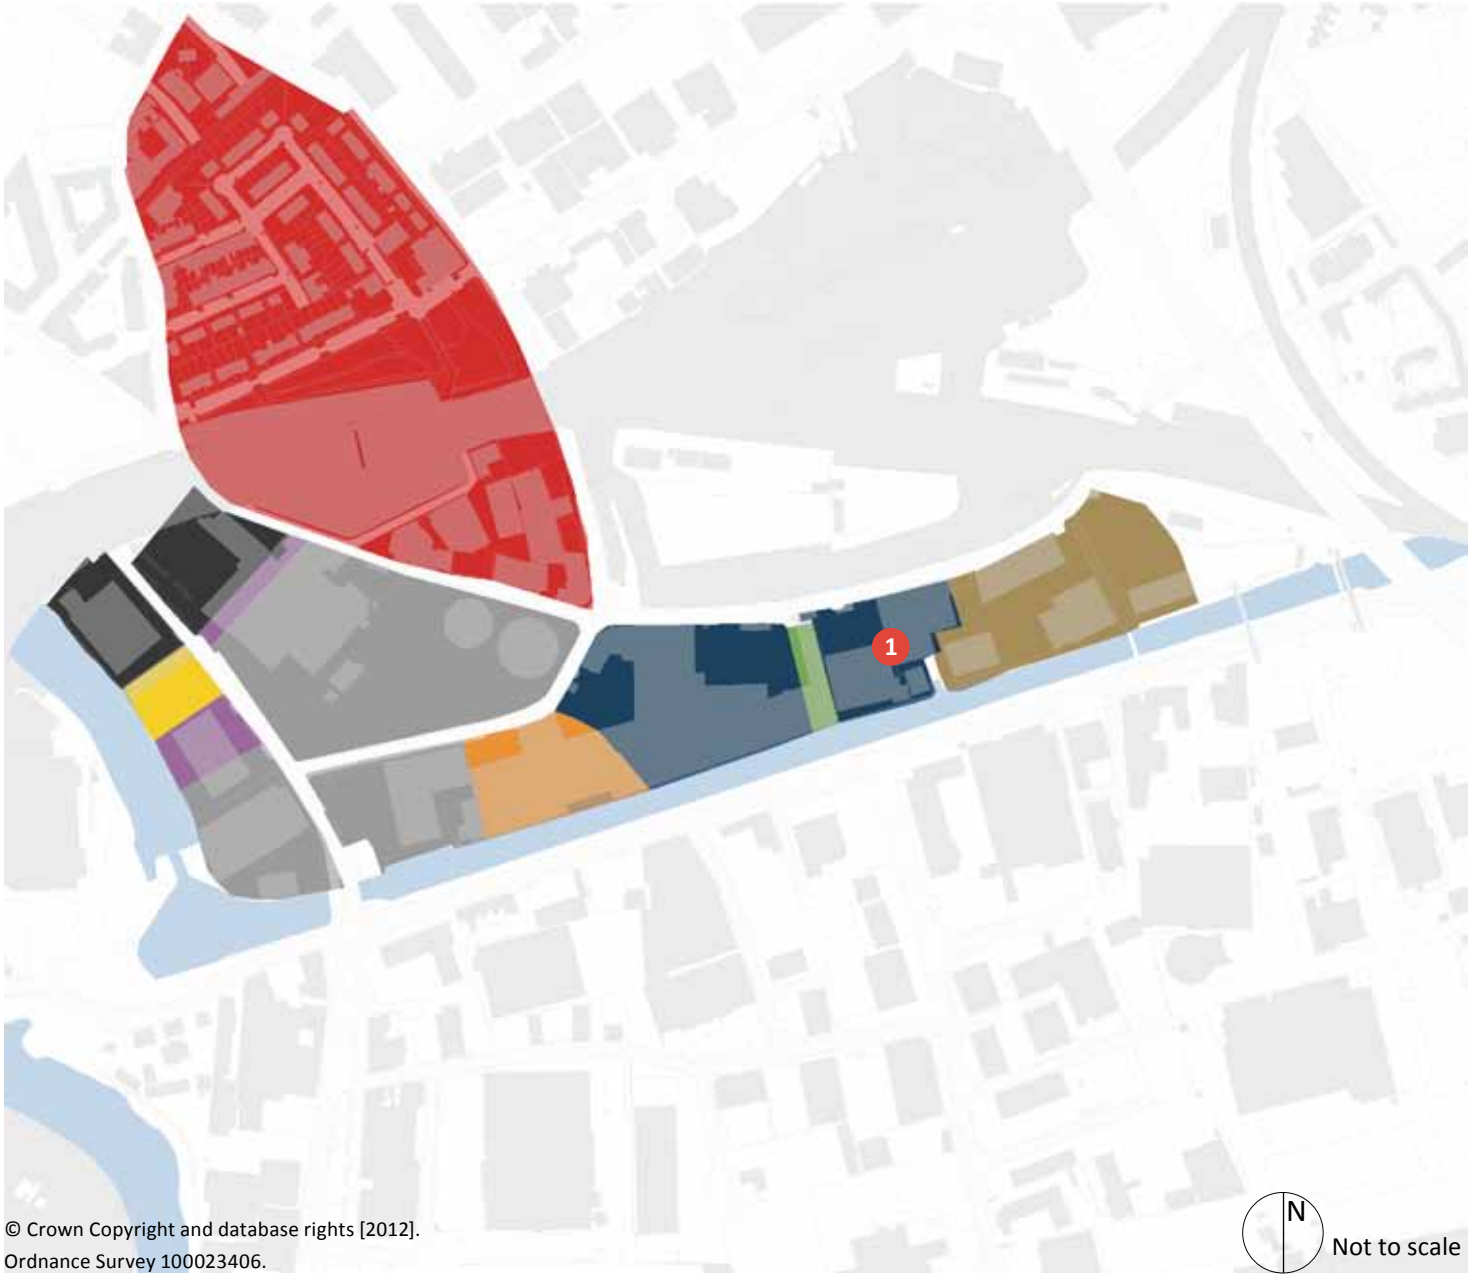 1
© Crown Copyright and database rights [2012].
Ordnance Survey 100023406.
N
Not to scale